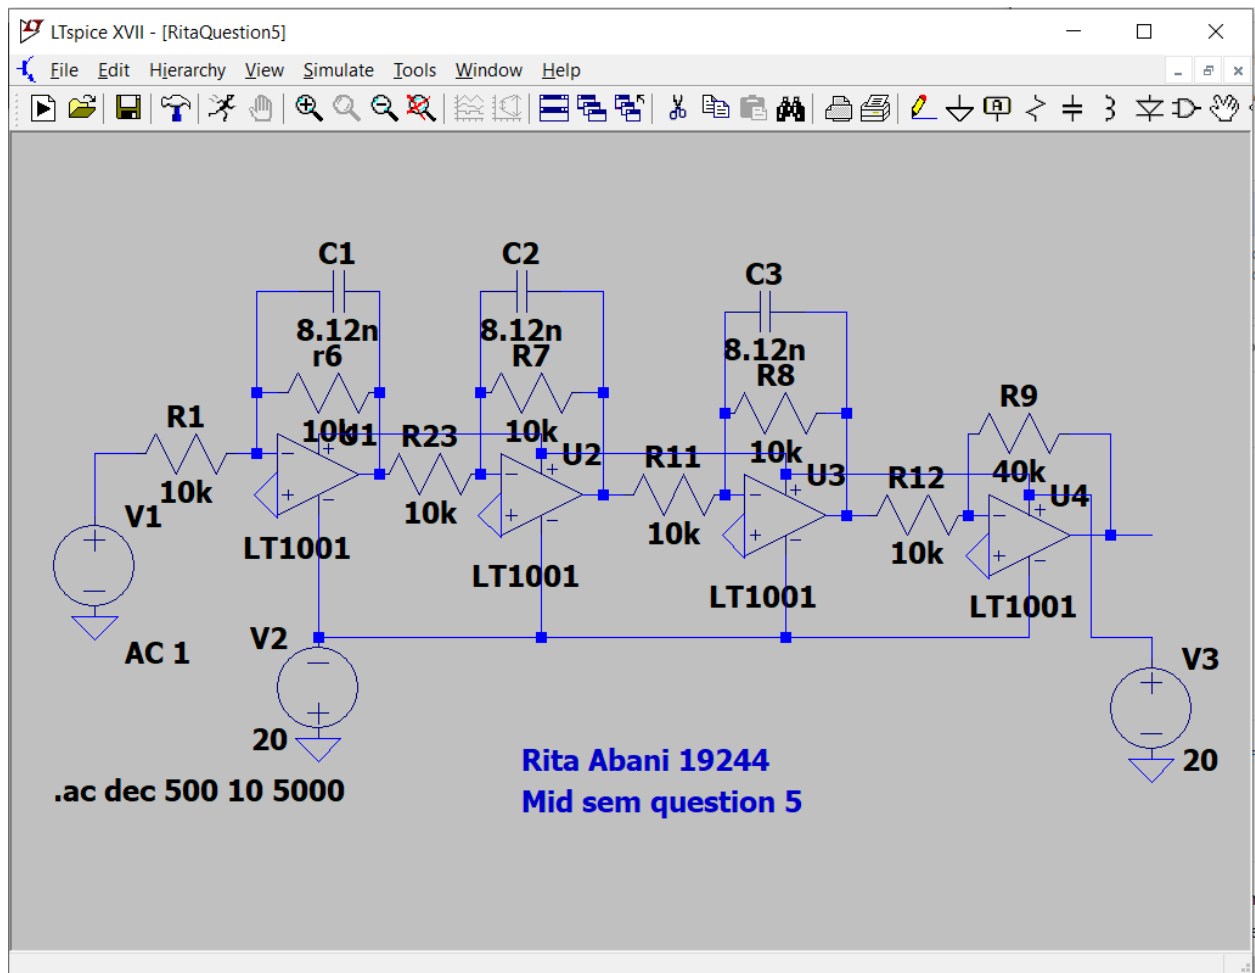 LTspice XVII - [RitaQuestion5]
File Edit Hierarchy View Simulate Tools Window Help
C1
8.12n
r6
10k
C2
8.12n
R7
10k
C3
8.12n
R8
10k
R9
40k
R1
10k
U1
R23
10k
U2
R11
10k
U3
R12
10k
U4
V1
LT1001
LT1001
LT1001
LT1001
AC 1
V2
20
V3
20
.ac dec 500 10 5000
Rita Abani 19244
Mid sem question 5